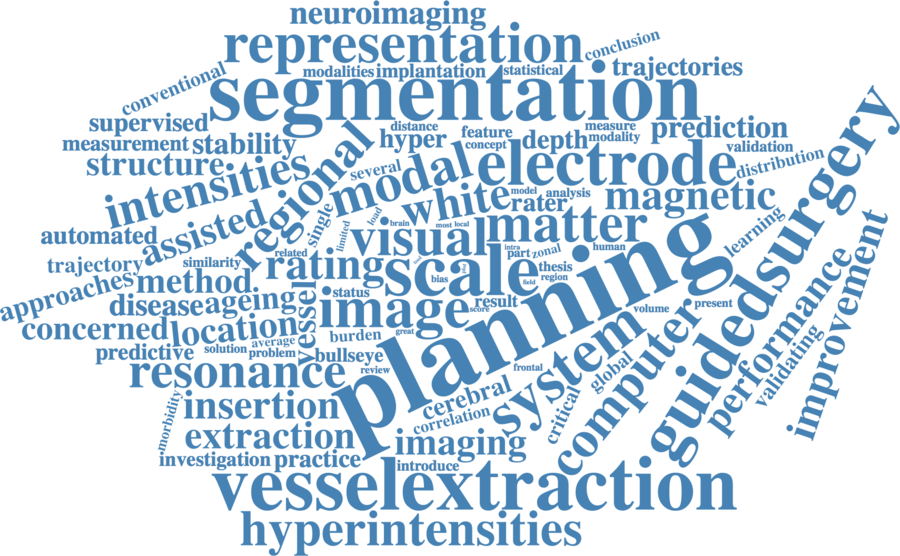 neuroimaging
representation
conclusion
modalities
implantation
statistical
trajectories
conventional
segmentation
supervised
distance
feature
measure
prediction
measurement
stability
hyper
concept
depth
modality
validation
structure
several
electrode
distribution
intensities
regional
modal
white
model
analysis
rater
magnetic
guidedsurgery
automated
assisted
single
limited
load
brain
most
local
matter
learning
related
visual
intra
part
zonal
human
trajectory
similarity
rating
scale
thesis
approaches
method
bias
field
region
planning
improvement
disease
ageing
vessel
status
image
result
score
volume
present
concerned
location
burden
great
system
computer
performance
predictive
solution
average
problem
bullseye
review
frontal
global
validating
resonance
cerebral
critical
morbidity
insertion
correlation
extraction
imaging
investigation
practice
introduce
vesselextraction
hyperintensities